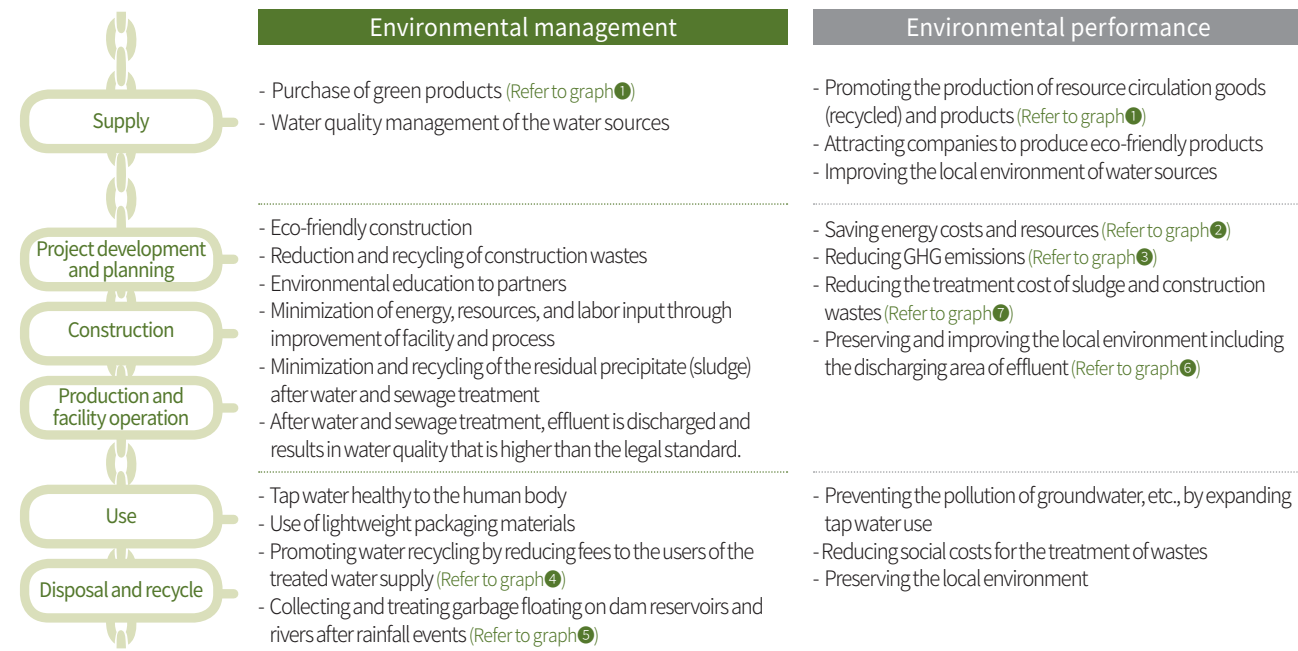 Environmental management
Environmental performance
Supply
- Purchase of green products (Refer to graph❶)
- Water quality management of the water sources
- Promoting the production of resource circulation goods
(recycled) and products (Refer to graph❶)
- Attracting companies to produce eco-friendly products
- Improving the local environment of water sources
Project development
and planning
Construction
Production and
facility operation
- Eco-friendly construction
- Reduction and recycling of construction wastes
- Environmental education to partners
- Minimization of energy, resources, and labor input through
improvement of facility and process
- Minimization and recycling of the residual precipitate (sludge)
after water and sewage treatment
- After water and sewage treatment, effluent is discharged and
results in water quality that is higher than the legal standard.
- Saving energy costs and resources (Refer to graph❷)
- Reducing GHG emissions (Refer to graph❸)
- Reducing the treatment cost of sludge and construction
wastes (Refer to graph❼)
- Preserving and improving the local environment including
the discharging area of effluent (Refer to graph❻)
Use
Disposal and recycle
- Tap water healthy to the human body
- Use of lightweight packaging materials
- Promoting water recycling by reducing fees to the users of the
treated water supply (Refer to graph❹)
- Collecting and treating garbage floating on dam reservoirs and
rivers after rainfall events (Refer to graph❺)
- Preventing the pollution of groundwater, etc., by expanding
tap water use
- Reducing social costs for the treatment of wastes
- Preserving the local environment